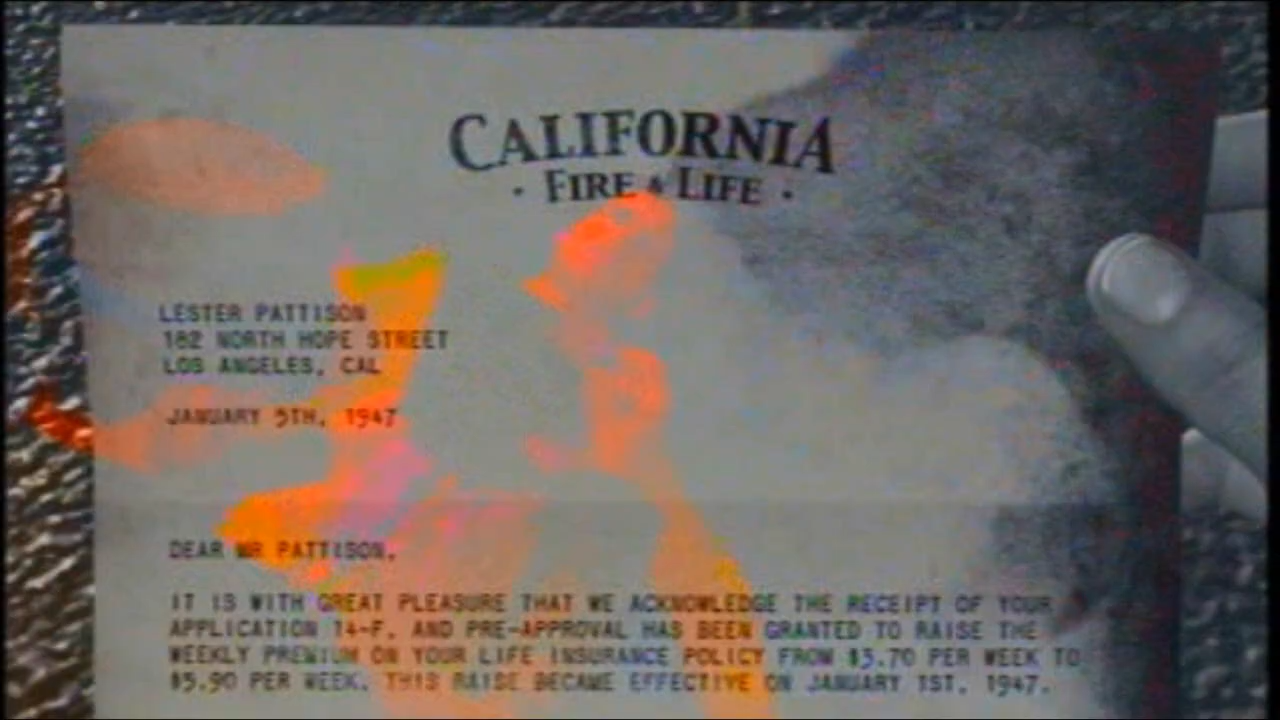 CALIFORNIA
· FIRE & LIFE ·
LESTER PATTISON
182 NORTH HOPE STREET
LOS ANGELES, CAL
JANUARY 5TH, 1947
DEAR MR PATTISON,
IT IS WITH GREAT PLEASURE THAT WE ACKNOWLEDGE THE RECEIPT OF YOUR
APPLICATION 14-F, AND PRE-APPROVAL HAS BEEN GRANTED TO RAISE THE
WEEKLY PREMIUM ON YOUR LIFE INSURANCE POLICY FROM $3.70 PER WEEK TO
$5.90 PER WEEK. THIS RAISE BECAME EFFECTIVE ON JANUARY 1ST, 1947.